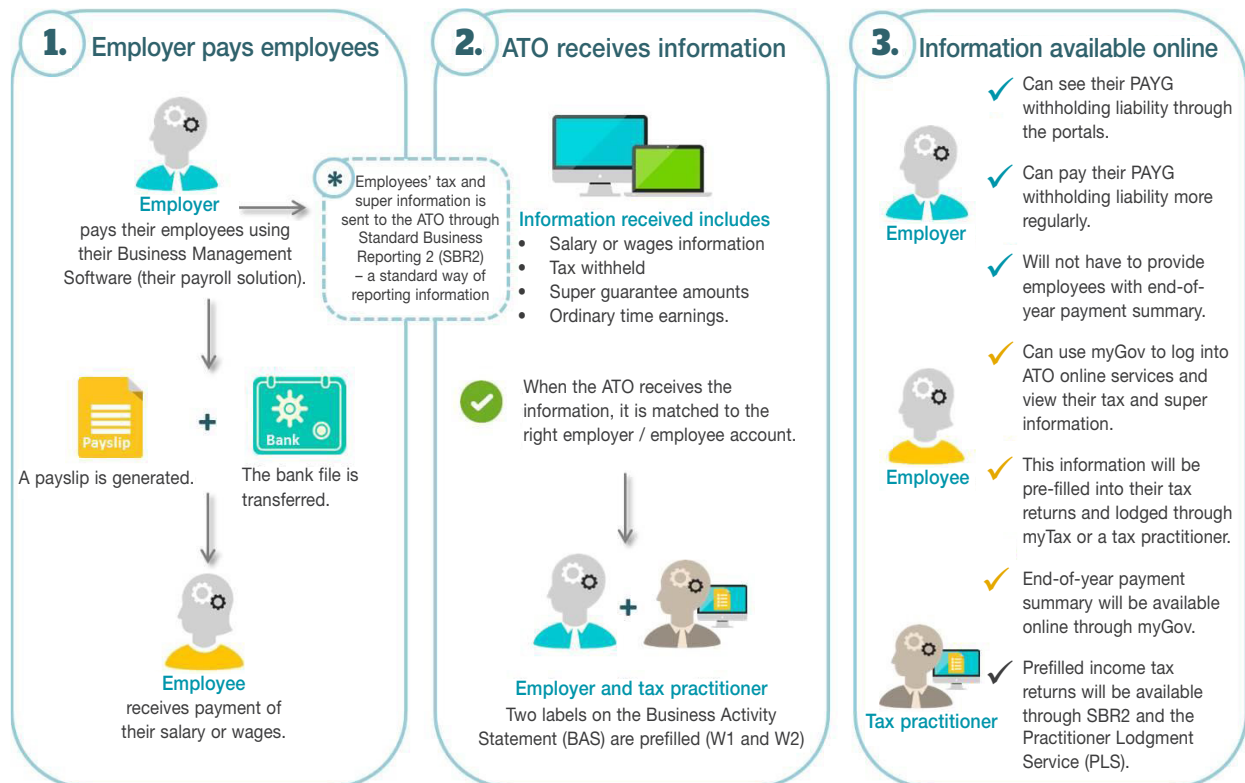 1. Employer pays employees
Employer
pays their employees using
their Business Management
Software (their payroll solution).
*
Employees' tax and
super information is
sent to the ATO through
Standard Business
Reporting 2 (SBR2)
– a standard way of
reporting information
Payslip
+
Bank
A payslip is generated.
The bank file is
transferred.
Employee
receives payment of
their salary or wages.
2. ATO receives information
Information received includes
• Salary or wages information
• Tax withheld
• Super guarantee amounts
• Ordinary time earnings.
When the ATO receives the
information, it is matched to the
right employer / employee account.
+
Employer and tax practitioner
Two labels on the Business Activity
Statement (BAS) are prefilled (W1 and W2)
3. Information available online
Employer
✓ Can see their PAYG
withholding liability through
the portals.
✓ Can pay their PAYG
withholding liability more
regularly.
✓ Will not have to provide
employees with end-of-
year payment summary.
Employee
✓ Can use myGov to log into
ATO online services and
view their tax and super
information.
✓ This information will be
pre-filled into their tax
returns and lodged through
myTax or a tax practitioner.
✓ End-of-year payment
summary will be available
online through myGov.
Tax practitioner
✓ Prefilled income tax
returns will be available
through SBR2 and the
Practitioner Lodgment
Service (PLS).